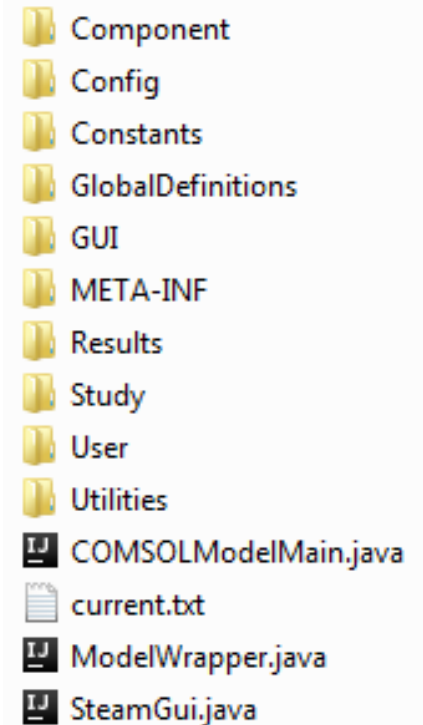 Component
Config
Constants
GlobalDefinitions
GUI
META-INF
Results
Study
User
Utilities
COMSOLModelMain.java
current.txt
ModelWrapper.java
SteamGui.java